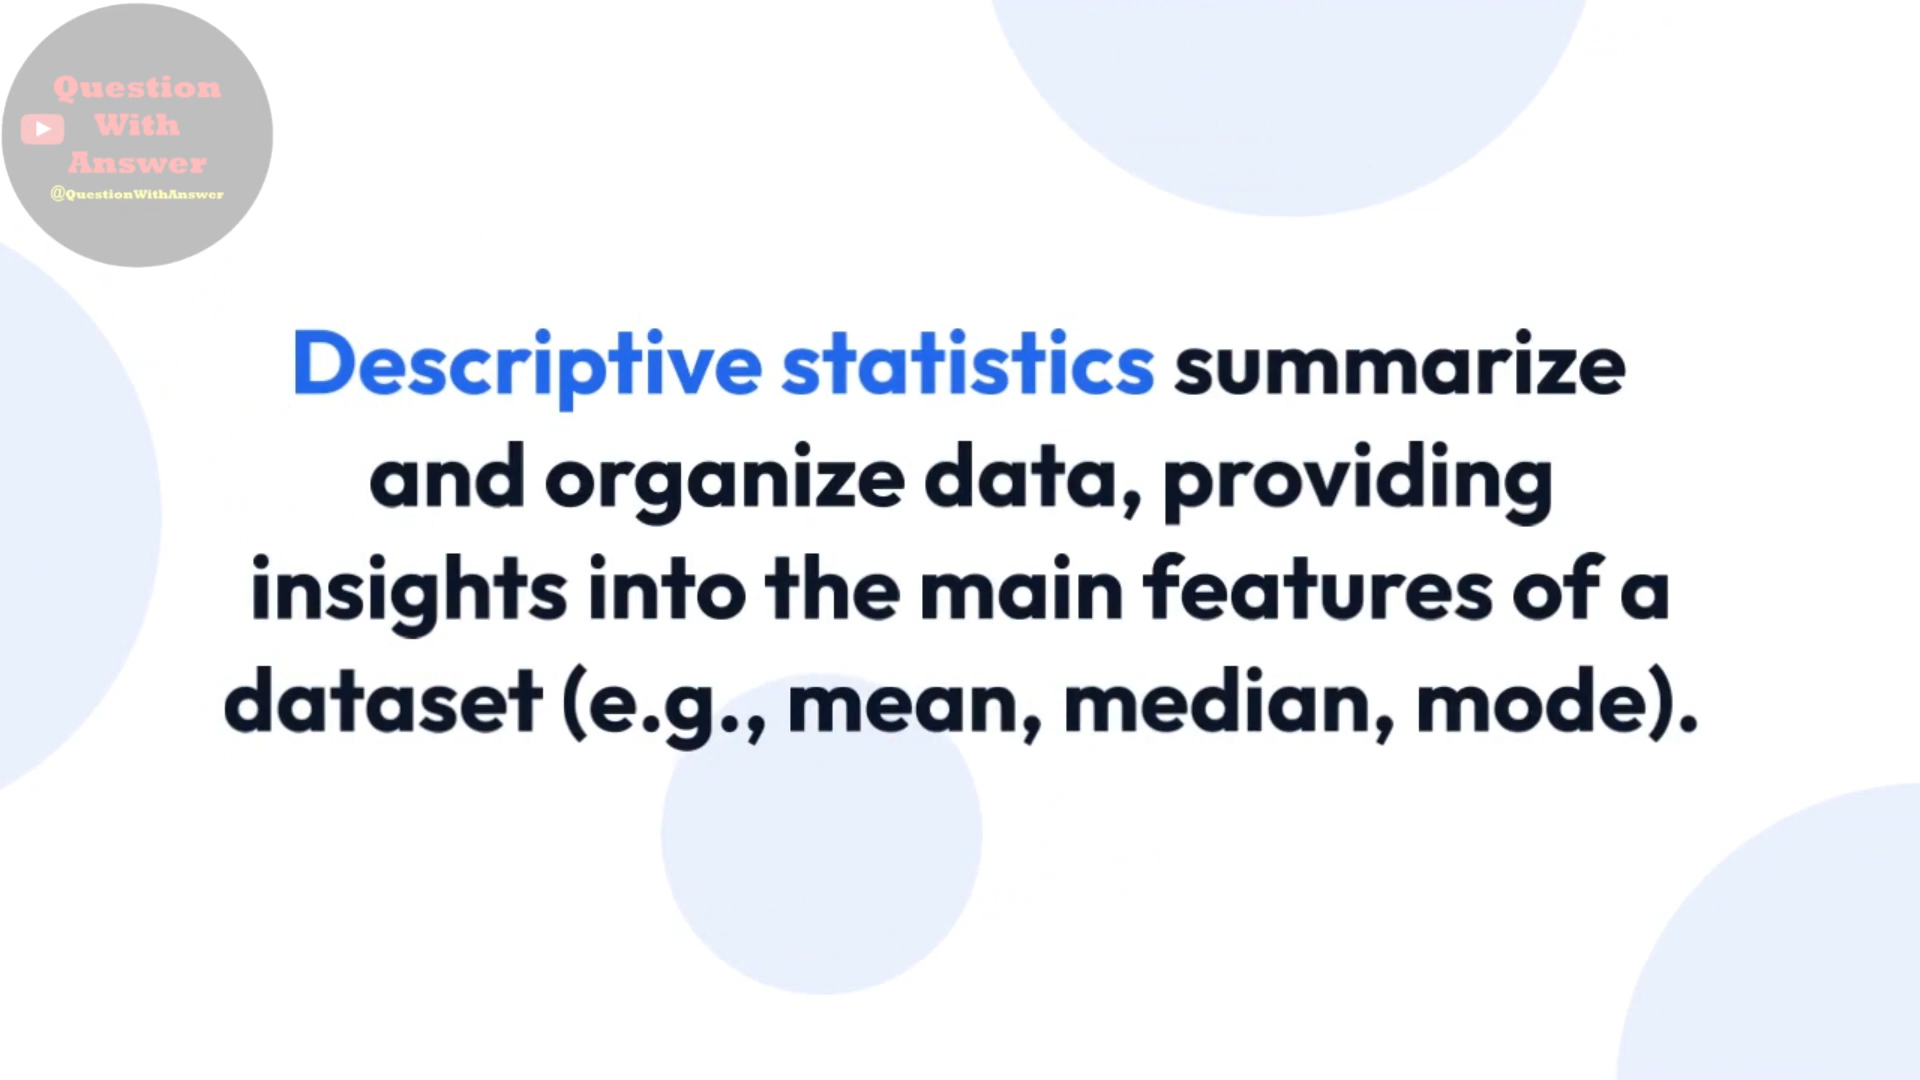 Question
With
Answer
@QuestionWithAnswer
Descriptive statistics summarize
and organize data, providing
insights into the main features of a
dataset (e.g., mean, median, mode).